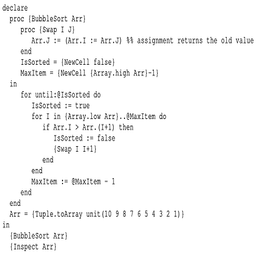 declare
  proc {BubbleSort Arr}
     proc {Swap I J}
        Arr.J := (Arr.I := Arr.J) %% assignment returns the old value
     end
     IsSorted = {NewCell false}
     MaxItem = {NewCell {Array.high Arr}-1}
  in
     for until:@IsSorted do
        IsSorted := true
        for I in {Array.low Arr}..@MaxItem do
           if Arr.I > Arr.(I+1) then
              IsSorted := false
              {Swap I I+1}
           end
        end
        MaxItem := @MaxItem - 1
     end
  end
  Arr = {Tuple.toArray unit(10 9 8 7 6 5 4 3 2 1)}
in
  {BubbleSort Arr}
  {Inspect Arr}